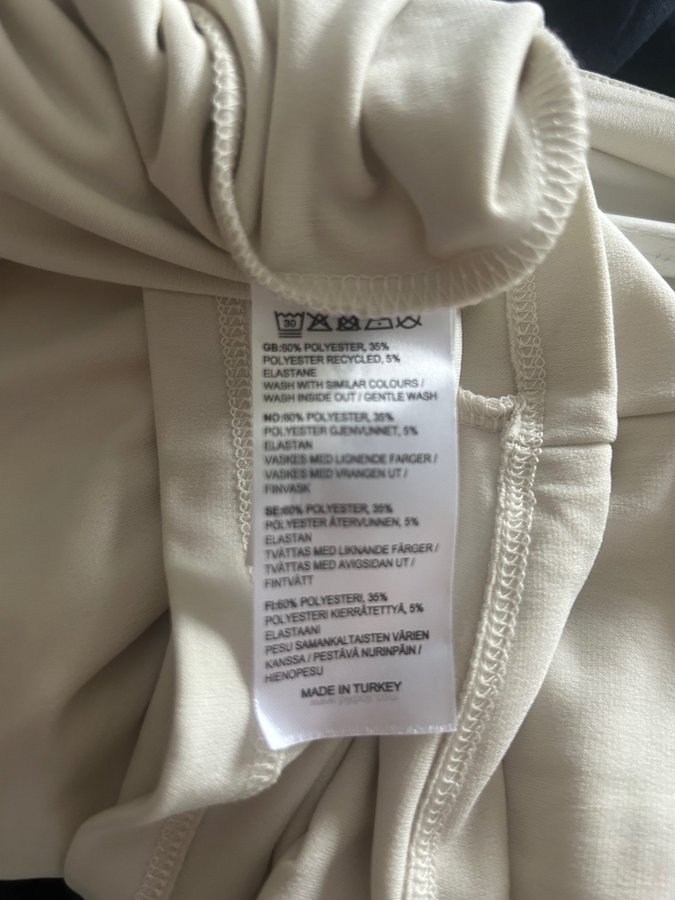 30
GB:60% POLYESTER, 35%
POLYESTER RECYCLED, 5%
ELASTANE
WASH WITH SIMILAR COLOURS /
WASH INSIDE OUT / GENTLE WASH
NO:60% POLYESTER, 35%
POLYESTER GJENVUNNET, 5%
ELASTAN
VASKES MED LIGNENDE FARGER /
VASKES MED VRANGEN UT /
FINVASK
SE:60% POLYESTER, 35%
POLYESTER ÅTERVUNNEN, 5%
ELASTAN
TVÄTTAS MED LIKNANDE FÄRGER /
TVÄTTAS MED AVIGSIDAN UT /
FINTVÄTT
FI:60% POLYESTERI, 35%
POLYESTERI KIERRÄTETTYÄ, 5%
ELASTAANI
PESU SAMANKALTAISTEN VÄRIEN
KANSSA / PESTÄVÄ NURINPÄIN /
HIENOPESU
MADE IN TURKEY